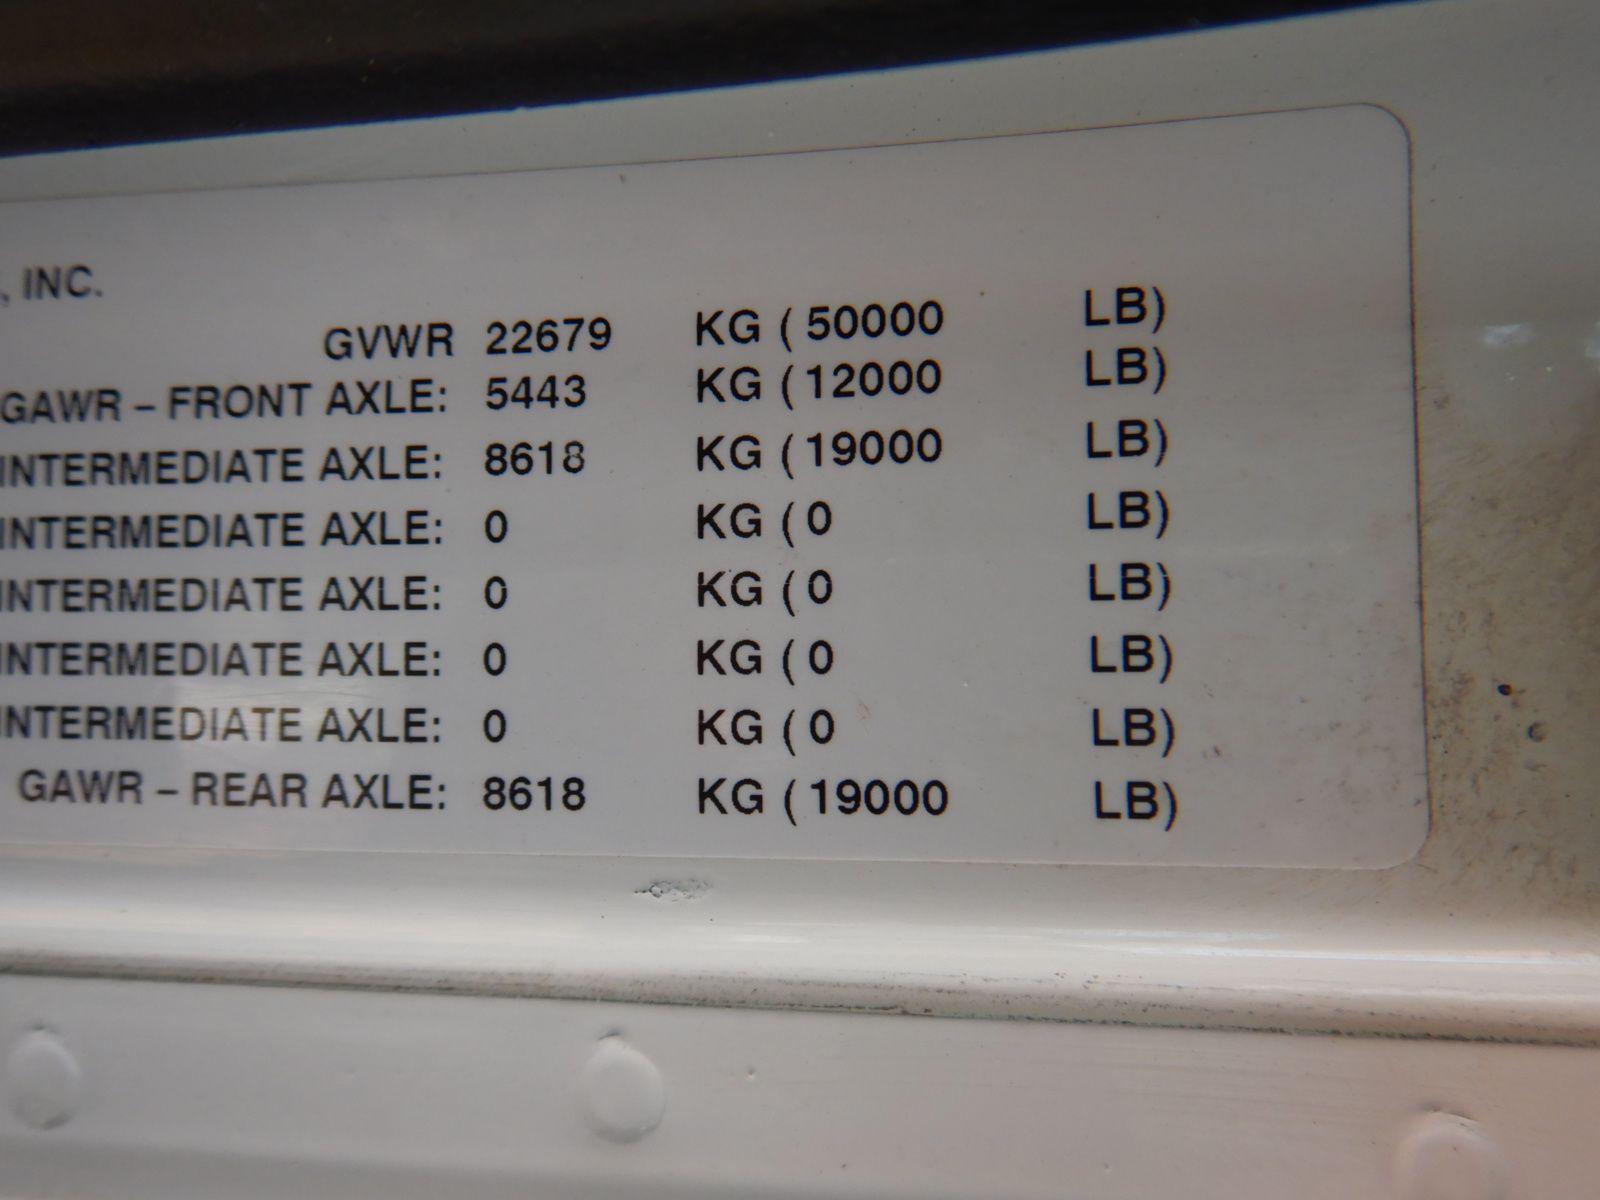 , INC.
GVWR 22679 KG ( 50000 LB)
GAWR – FRONT AXLE: 5443 KG ( 12000 LB)
INTERMEDIATE AXLE: 8618 KG ( 19000 LB)
INTERMEDIATE AXLE: 0 KG ( 0 LB)
INTERMEDIATE AXLE: 0 KG ( 0 LB)
INTERMEDIATE AXLE: 0 KG ( 0 LB)
INTERMEDIATE AXLE: 0 KG ( 0 LB)
GAWR – REAR AXLE: 8618 KG ( 19000 LB)